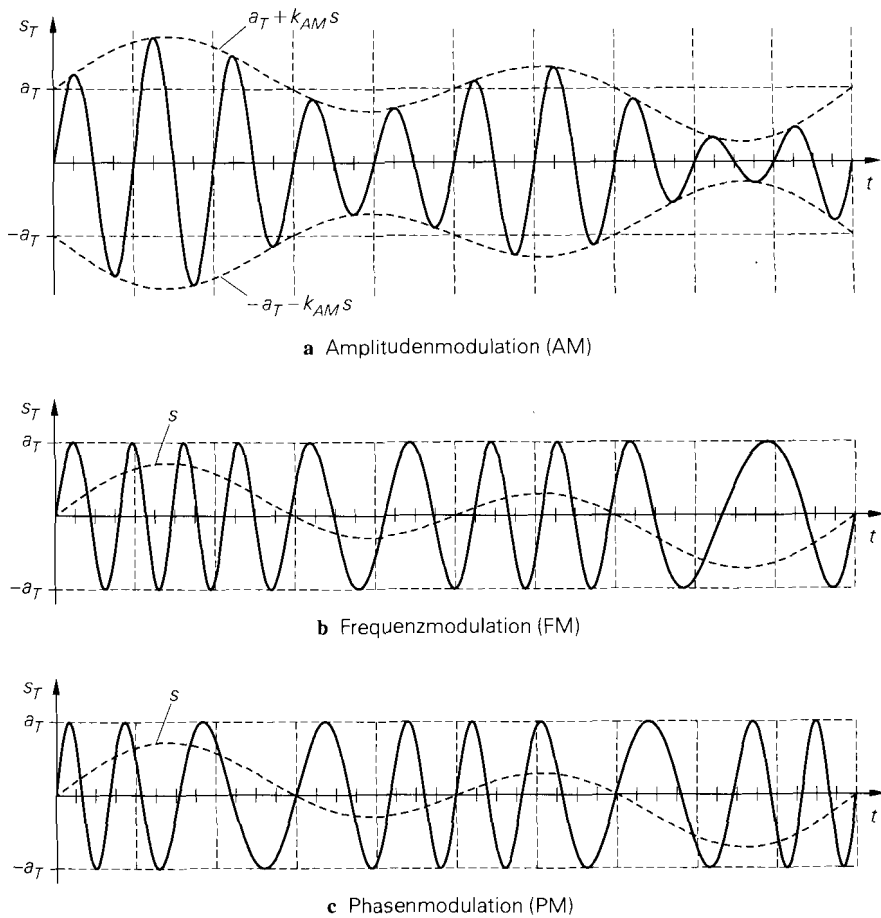 s_T
a_T + k_AM s
a_T
t
−a_T
−a_T − k_AM s
a Amplitudenmodulation (AM)
s_T
s
a_T
t
−a_T
b Frequenzmodulation (FM)
s_T
s
a_T
t
−a_T
c Phasenmodulation (PM)